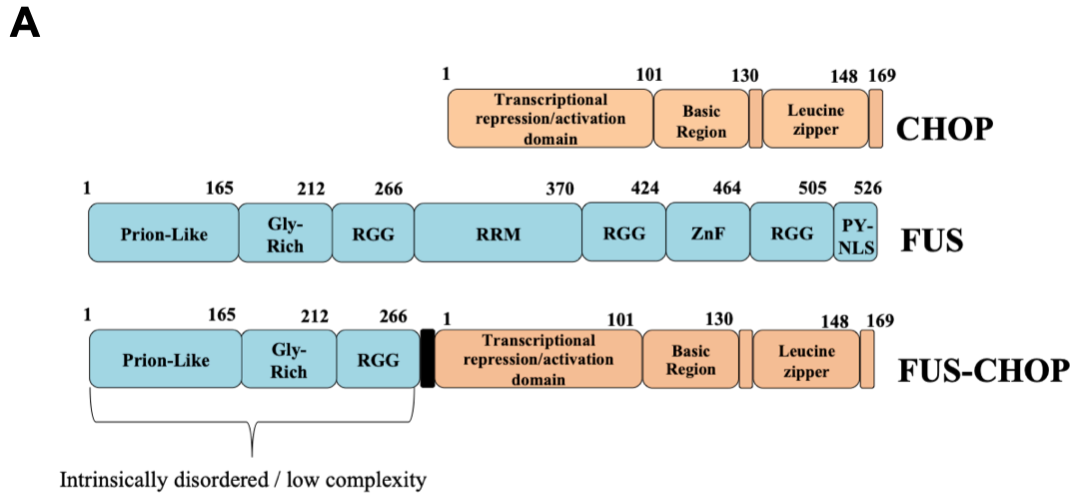 A
1 101 130 148 169
Transcriptional
repression/activation
domain
Basic
Region
Leucine
zipper
CHOP
1 165 212 266 370 424 464 505 526
Prion-Like
Gly-
Rich
RGG
RRM
RGG
ZnF
RGG
PY-
NLS
FUS
1 165 212 266 1 101 130 148 169
Prion-Like
Gly-
Rich
RGG
Transcriptional
repression/activation
domain
Basic
Region
Leucine
zipper
FUS-CHOP
Intrinsically disordered / low complexity